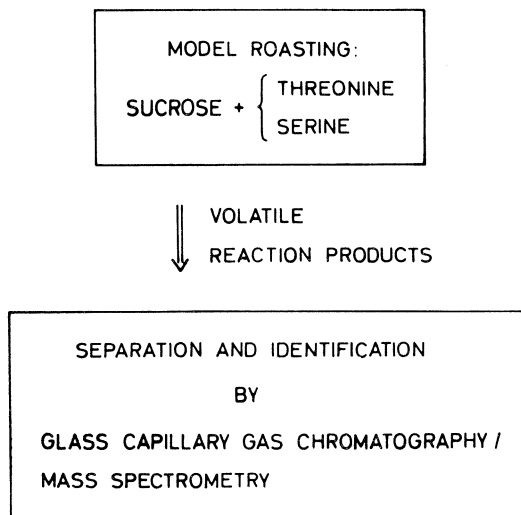 MODEL ROASTING:
SUCROSE + { THREONINE
SERINE
VOLATILE
REACTION PRODUCTS
SEPARATION AND IDENTIFICATION
BY
GLASS CAPILLARY GAS CHROMATOGRAPHY /
MASS SPECTROMETRY